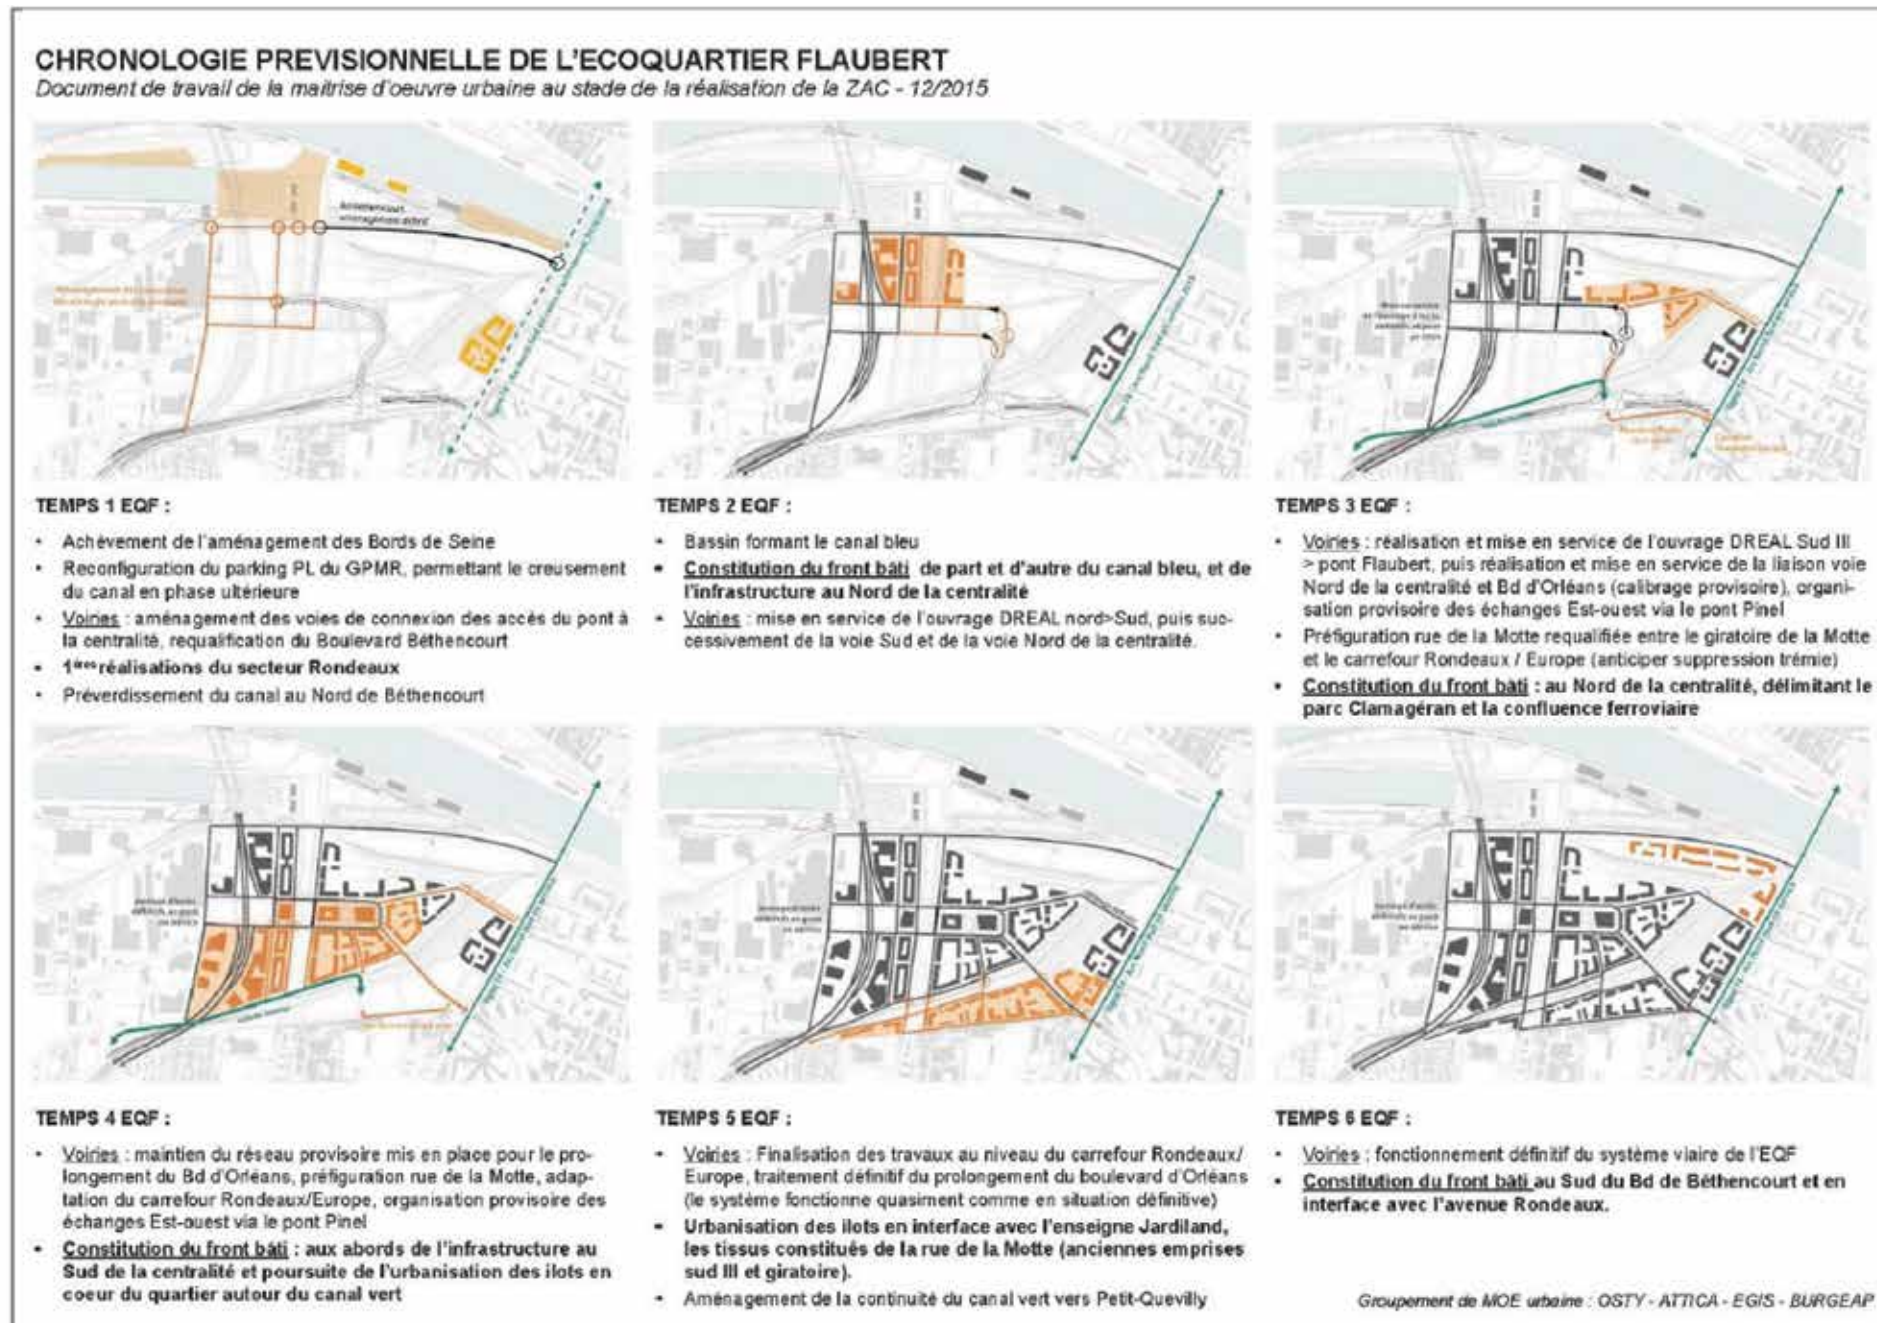 CHRONOLOGIE PREVISIONNELLE DE L'ECOQUARTIER FLAUBERT
Document de travail de la maitrise d'oeuvre urbaine au stade de la réalisation de la ZAC - 12/2015
TEMPS 1 EQF :
• Achèvement de l'aménagement des Bords de Seine
• Reconfiguration du parking PL du GPMR, permettant le creusement
du canal en phase ultérieure
• Voiries : aménagement des voies de connexion des accès du pont à
la centralité, requalification du Boulevard Béthencourt
• 1ères réalisations du secteur Rondeaux
• Préverdissement du canal au Nord de Béthencourt
TEMPS 2 EQF :
• Bassin formant le canal bleu
• Constitution du front bâti de part et d'autre du canal bleu, et de
l'infrastructure au Nord de la centralité
• Voiries : mise en service de l'ouvrage DREAL nord>Sud, puis suc-
cessivement de la voie Sud et de la voie Nord de la centralité.
TEMPS 3 EQF :
• Voiries : réalisation et mise en service de l'ouvrage DREAL Sud III
> pont Flaubert, puis réalisation et mise en service de la liaison voie
Nord de la centralité et Bd d'Orléans (calibrage provisoire), organi-
sation provisoire des échanges Est-ouest via le pont Pinel
• Préfiguration rue de la Motte requalifiée entre le giratoire de la Motte
et le carrefour Rondeaux / Europe (anticiper suppression trémie)
• Constitution du front bâti : au Nord de la centralité, délimitant le
parc Clamagéran et la confluence ferroviaire
TEMPS 4 EQF :
• Voiries : maintien du réseau provisoire mis en place pour le pro-
longement du Bd d'Orléans, préfiguration rue de la Motte, adap-
tation du carrefour Rondeaux/Europe, organisation provisoire des
échanges Est-ouest via le pont Pinel
• Constitution du front bâti : aux abords de l'infrastructure au
Sud de la centralité et poursuite de l'urbanisation des ilots en
coeur du quartier autour du canal vert
TEMPS 5 EQF :
• Voiries : Finalisation des travaux au niveau du carrefour Rondeaux/
Europe, traitement définitif du prolongement du boulevard d'Orléans
(le système fonctionne quasiment comme en situation définitive)
• Urbanisation des ilots en interface avec l'enseigne Jardiland,
les tissus constitués de la rue de la Motte (anciennes emprises
sud III et giratoire).
• Aménagement de la continuité du canal vert vers Petit-Quevilly
TEMPS 6 EQF :
• Voiries : fonctionnement définitif du système viaire de l'EQF
• Constitution du front bâti au Sud du Bd de Béthencourt et en
interface avec l'avenue Rondeaux.
Groupement de MOE urbaine : OSTY - ATTICA - EGIS - BURGEAP